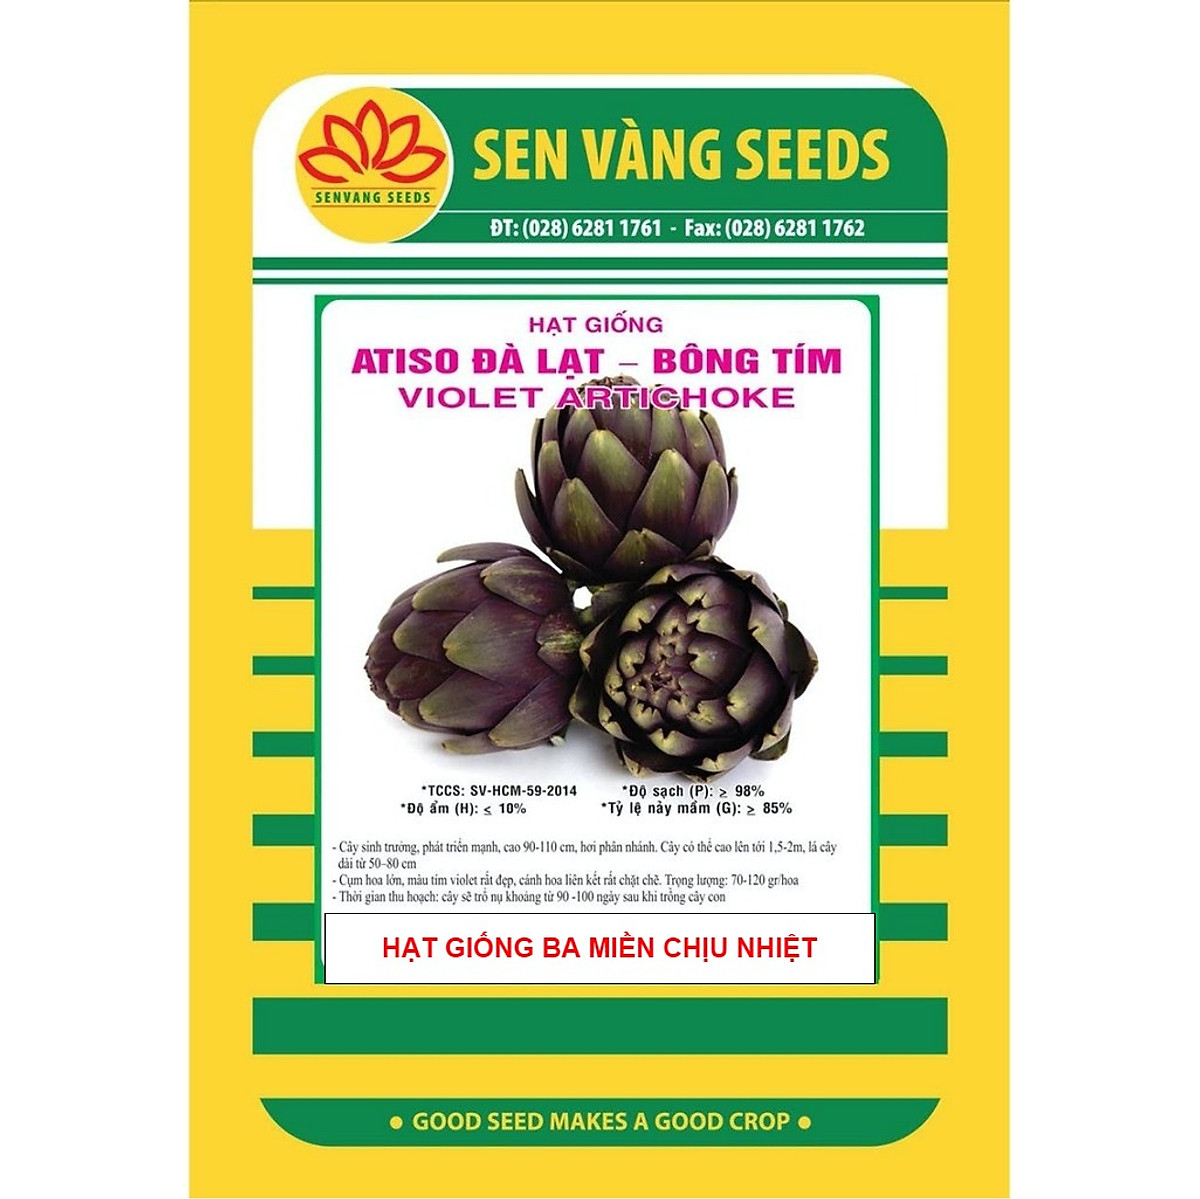 SENVANG SEEDS
SEN VÀNG SEEDS
ĐT: (028) 6281 1761 - Fax: (028) 6281 1762
HẠT GIỐNG
ATISO ĐÀ LẠT – BÔNG TÍM
VIOLET ARTICHOKE
*TCCS: SV-HCM-59-2014 *Độ sạch (P): ≥ 98%
*Độ ẩm (H): ≤ 10% *Tỷ lệ nảy mầm (G): ≥ 85%
- Cây sinh trưởng, phát triển mạnh, cao 90-110 cm, hơi phân nhánh. Cây có thể cao lên tới 1,5-2m, lá cây
dài từ 50–80 cm
- Cụm hoa lớn, màu tím violet rất đẹp, cánh hoa liên kết rất chặt chẽ. Trọng lượng: 70-120 gr/hoa
- Thời gian thu hoạch: cây sẽ trổ nụ khoảng từ 90 -100 ngày sau khi trồng cây con
HẠT GIỐNG BA MIỀN CHỊU NHIỆT
• GOOD SEED MAKES A GOOD CROP •